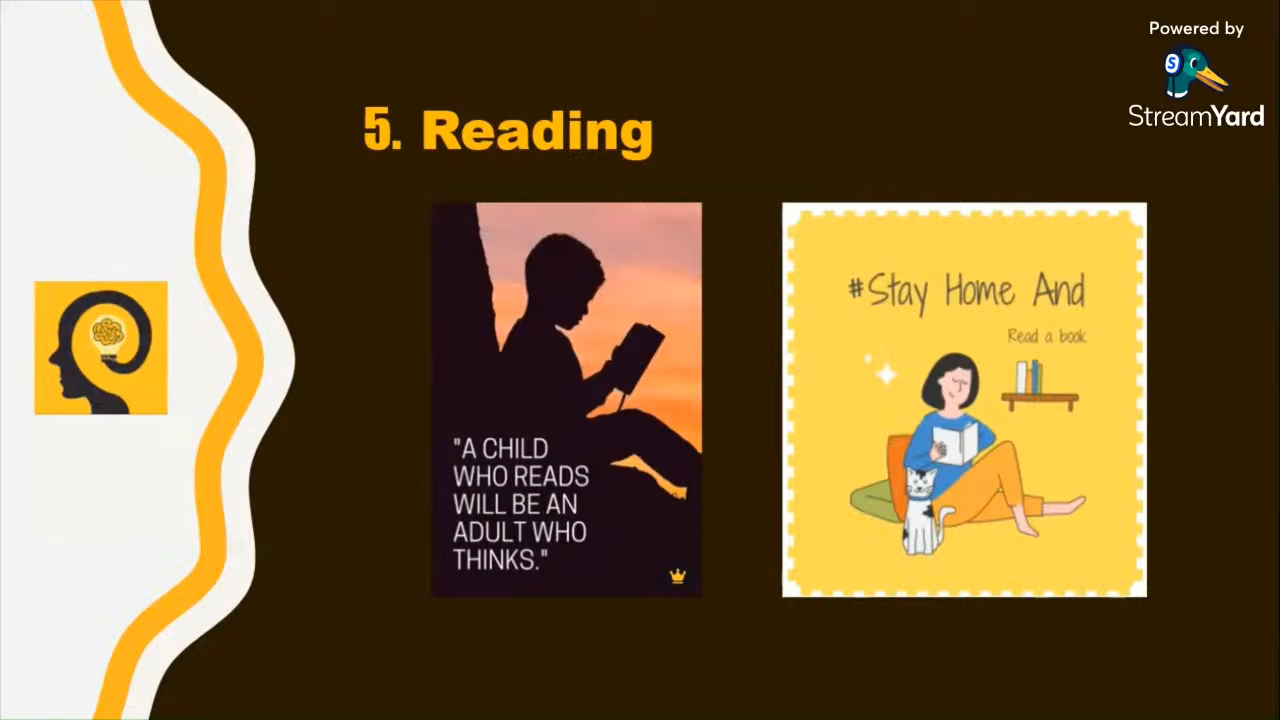 Powered by
StreamYard
5. Reading
"A CHILD
WHO READS
WILL BE AN
ADULT WHO
THINKS."
#Stay Home And
Read a book